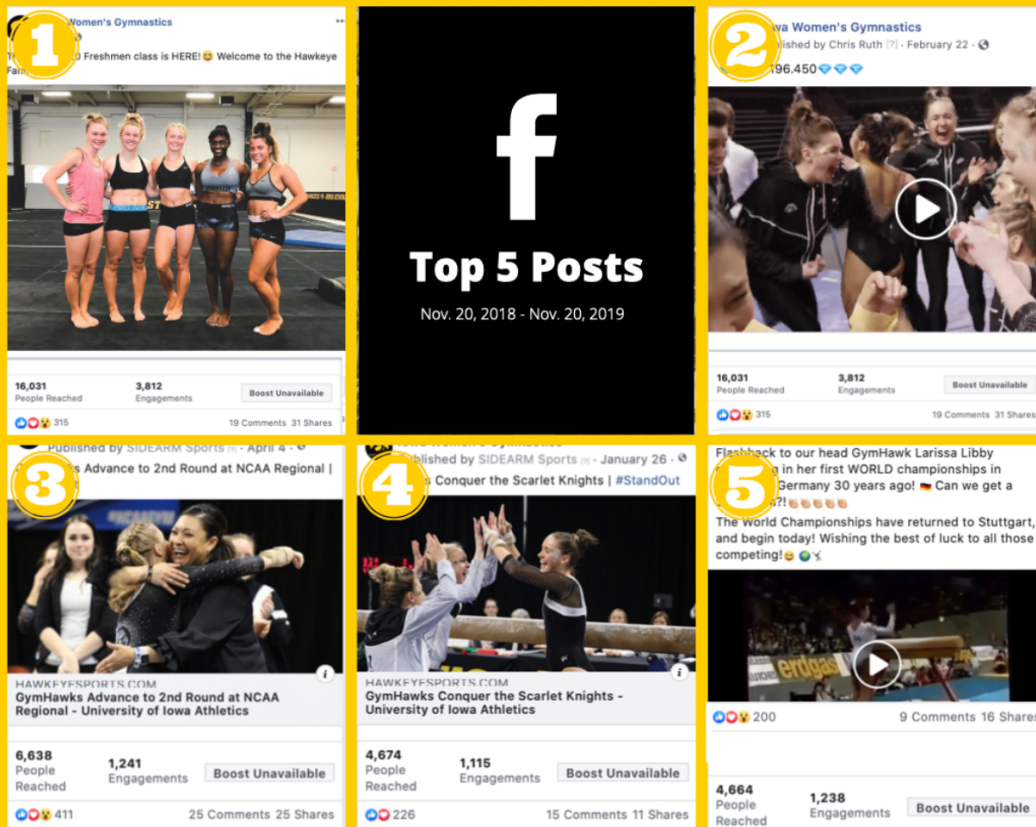 1
Women's Gymnastics
Freshmen class is HERE!😆 Welcome to the Hawkeye
Fam
ST
16,031
People Reached
3,812
Engagements
Boost Unavailable
315
19 Comments 31 Shares
f
Top 5 Posts
Nov. 20, 2018 - Nov. 20, 2019
2
wa Women's Gymnastics
lished by Chris Ruth [?] · February 22 ·
196.450💎💎💎
16,031
People Reached
3,812
Engagements
Boost Unavailable
315
19 Comments 31 Shares
3
Published by SIDEARM Sports [?] · April 4 ·
s Advance to 2nd Round at NCAA Regional |
HAWKEYESPORTS.COM
GymHawks Advance to 2nd Round at NCAA
Regional - University of Iowa Athletics
6,638
People
Reached
1,241
Engagements
Boost Unavailable
411
25 Comments 25 Shares
4
Iowa Women's Gymnastics
blished by SIDEARM Sports [?] · January 26 ·
s Conquer the Scarlet Knights | #StandOut
HAWKEYESPORTS.COM
GymHawks Conquer the Scarlet Knights -
University of Iowa Athletics
4,674
People
Reached
1,115
Engagements
Boost Unavailable
226
15 Comments 11 Shares
5
Flashback to our head GymHawk Larissa Libby
in her first WORLD championships in
Germany 30 years ago! 🇩🇪 Can we get a
?!👏🏼👏🏼👏🏼👏🏼👏🏼
The World Championships have returned to Stuttgart,
and begin today! Wishing the best of luck to all those
competing!😆 🌍🤸
erdgas
200
9 Comments 16 Shares
4,664
People
Reached
1,238
Engagements
Boost Unavailable